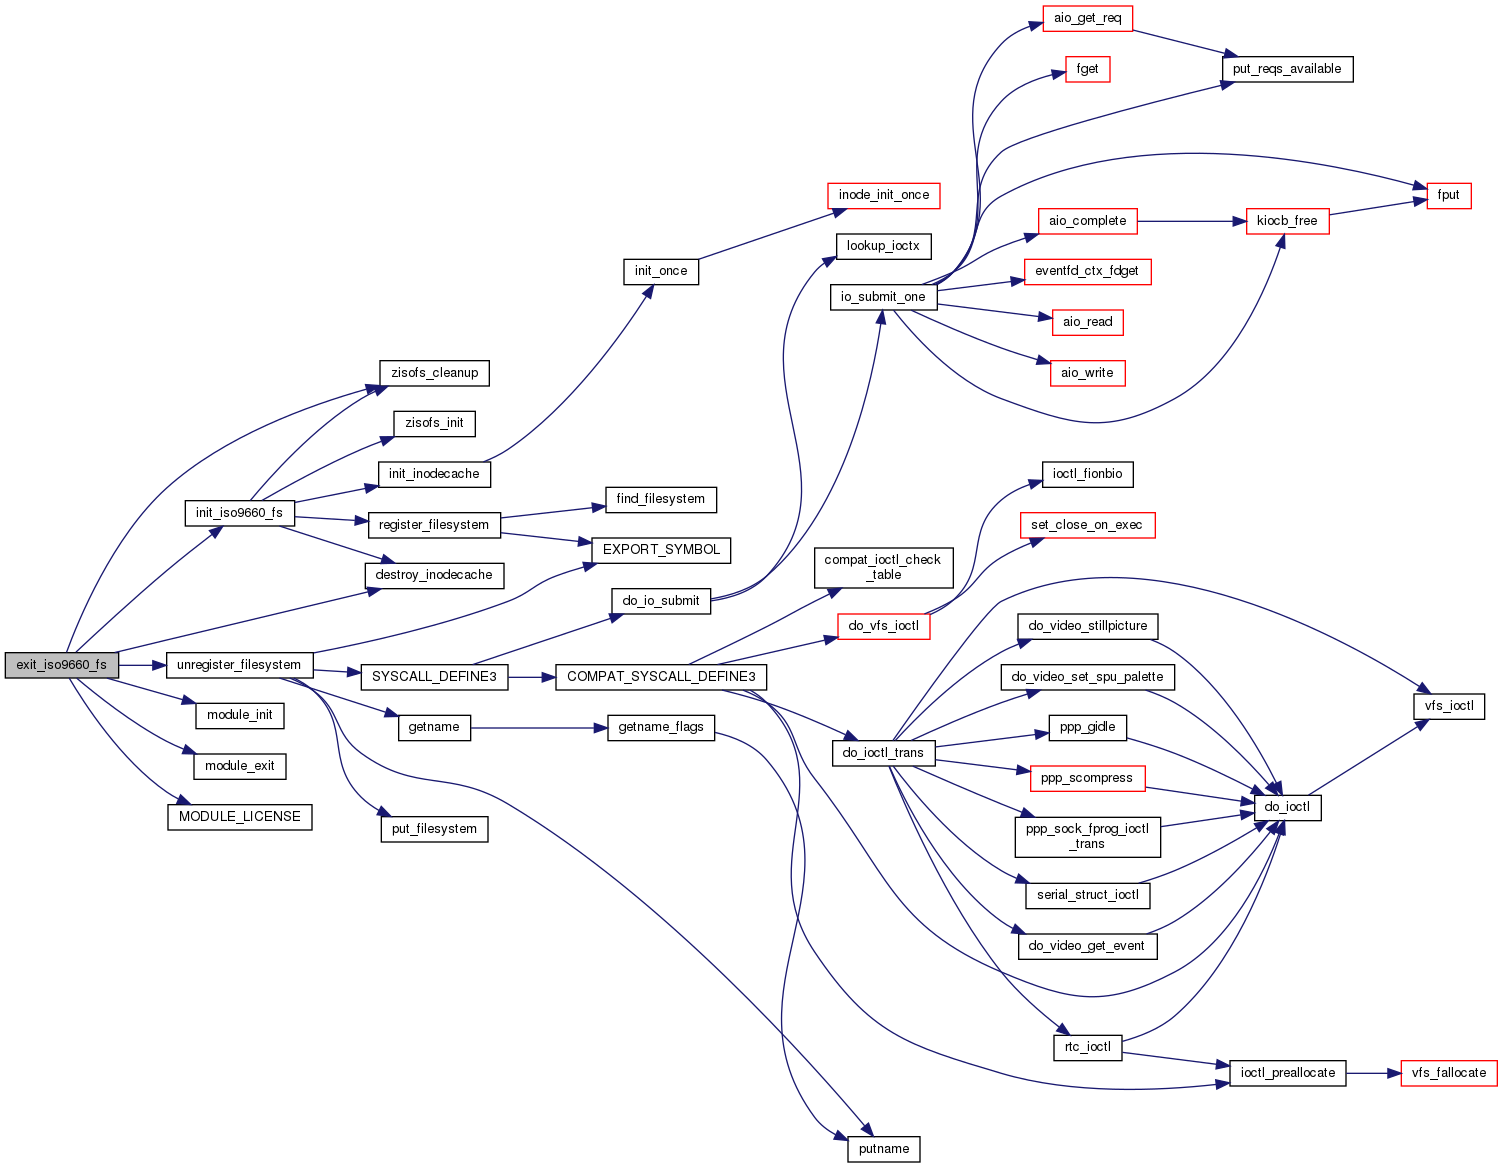 aio_get_req
fget
put_reqs_available
inode_init_once
fput
aio_complete
kiocb_free
lookup_ioctx
init_once
eventfd_ctx_fdget
io_submit_one
aio_read
zisofs_cleanup
aio_write
zisofs_init
init_inodecache
ioctl_fionbio
find_filesystem
init_iso9660_fs
register_filesystem
set_close_on_exec
EXPORT_SYMBOL
compat_ioctl_check
_table
destroy_inodecache
do_io_submit
do_vfs_ioctl
do_video_stillpicture
exit_iso9660_fs
unregister_filesystem
SYSCALL_DEFINE3
COMPAT_SYSCALL_DEFINE3
do_video_set_spu_palette
vfs_ioctl
module_init
getname
getname_flags
ppp_gidle
do_ioctl_trans
module_exit
ppp_scompress
do_ioctl
MODULE_LICENSE
put_filesystem
ppp_sock_fprog_ioctl
_trans
serial_struct_ioctl
do_video_get_event
rtc_ioctl
ioctl_preallocate
vfs_fallocate
putname